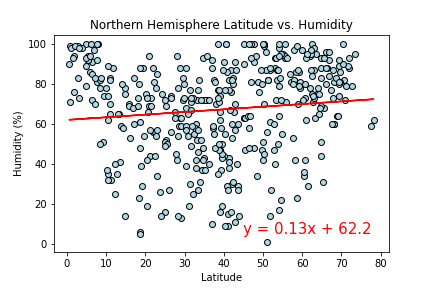 Northern Hemisphere Latitude vs. Humidity
100
80
60
40
20
0
Humidity (%)
y = 0.13x + 62.2
0 10 20 30 40 50 60 70 80
Latitude